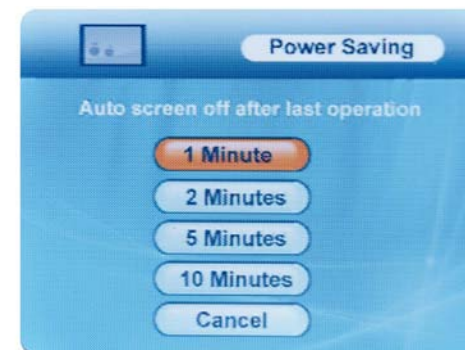 Power Saving
Auto screen off after last operation
1 Minute
2 Minutes
5 Minutes
10 Minutes
Cancel